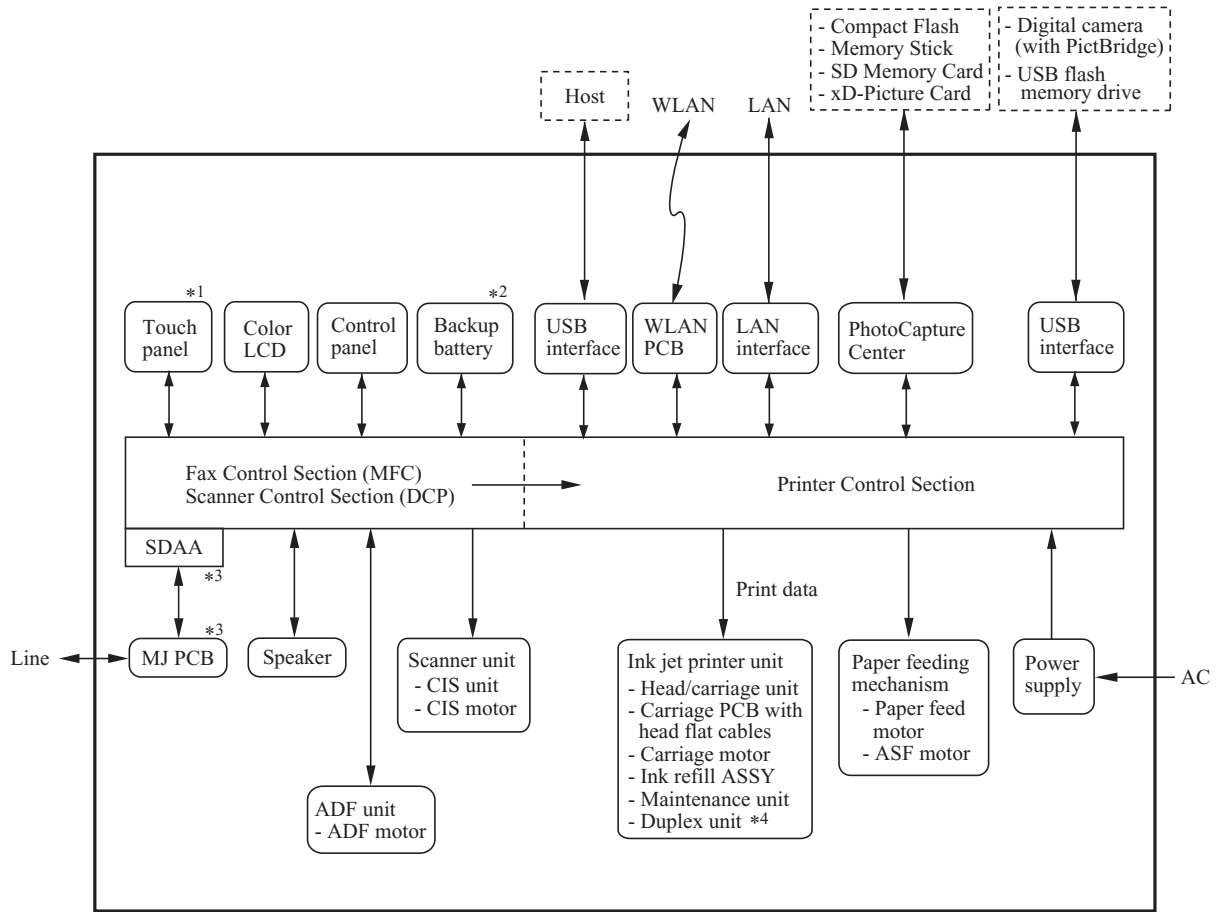 - Compact Flash
- Memory Stick
- SD Memory Card
- xD-Picture Card
- Digital camera
(with PictBridge)
- USB flash
memory drive
Host
WLAN
LAN
*1
Touch
panel
Color
LCD
Control
panel
*2
Backup
battery
USB
interface
WLAN
PCB
LAN
interface
PhotoCapture
Center
USB
interface
Fax Control Section (MFC)
Scanner Control Section (DCP)
Printer Control Section
SDAA
*3
Print data
Line
*3
MJ PCB
Speaker
Scanner unit
- CIS unit
- CIS motor
ADF unit
- ADF motor
Ink jet printer unit
- Head/carriage unit
- Carriage PCB with
head flat cables
- Carriage motor
- Ink refill ASSY
- Maintenance unit
- Duplex unit *4
Paper feeding
mechanism
- Paper feed
motor
- ASF motor
Power
supply
AC